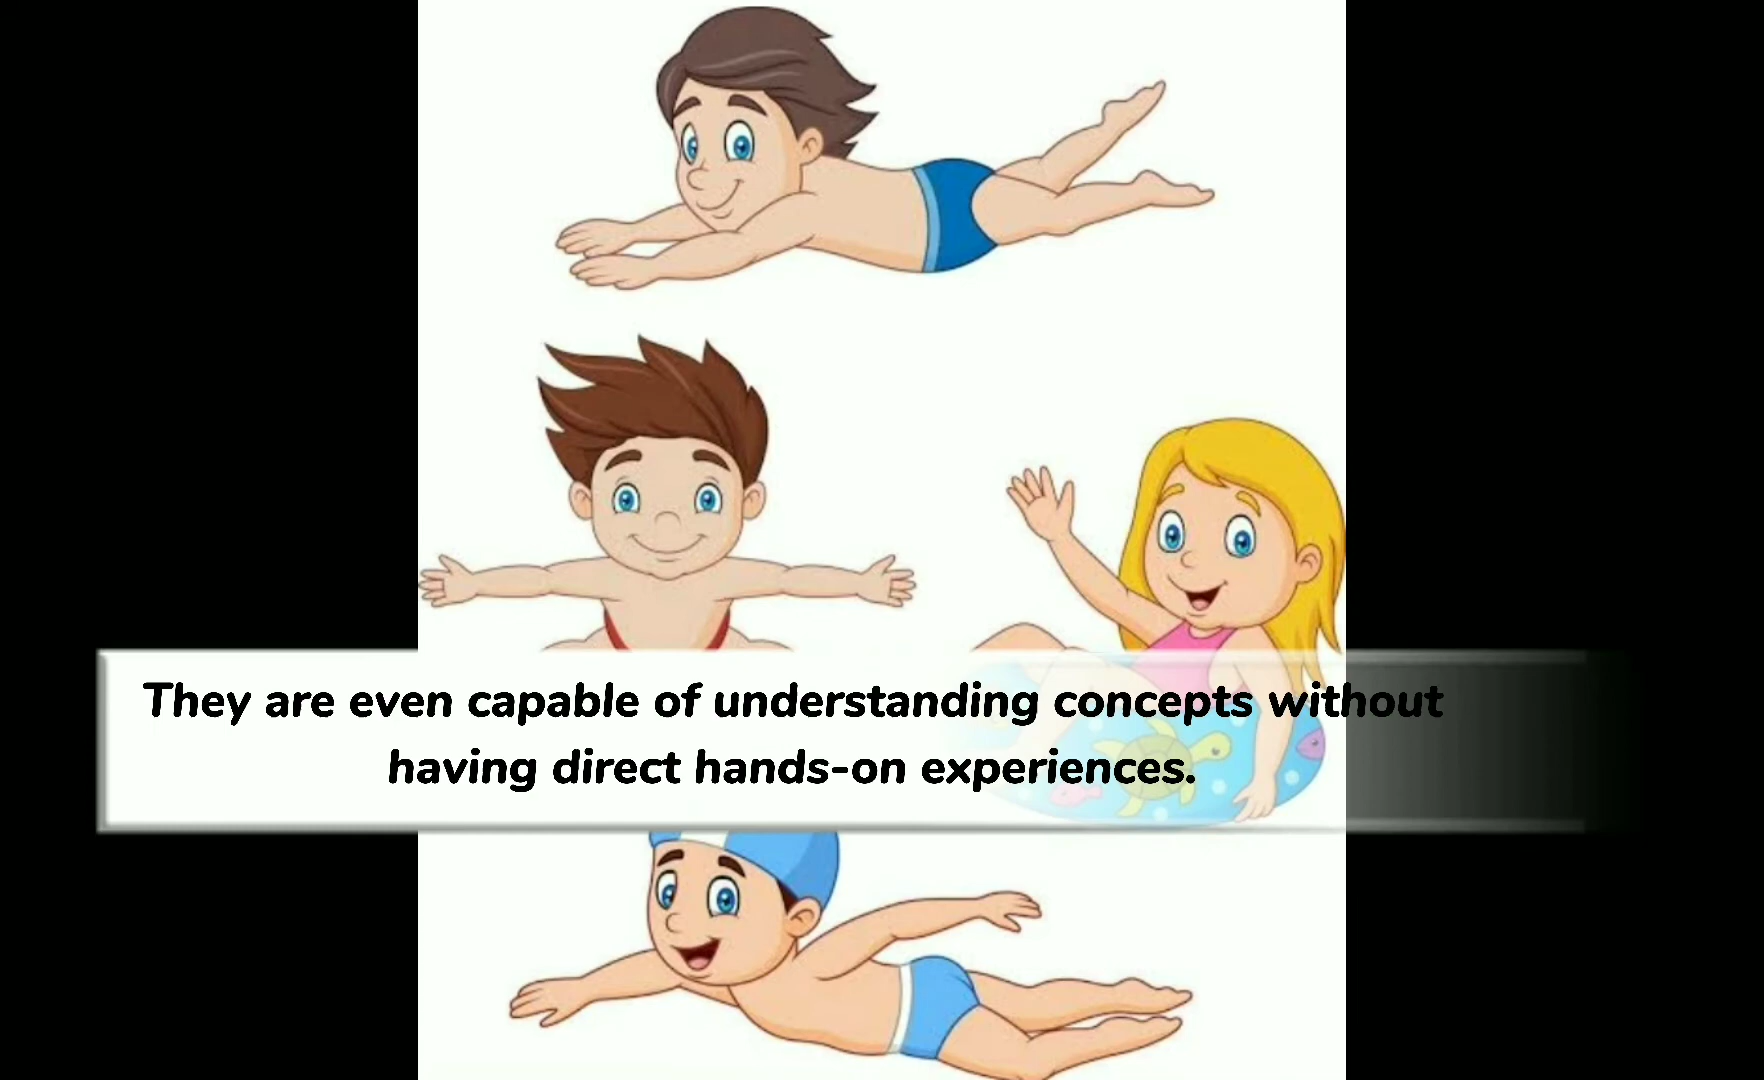 They are even capable of understanding concepts without
having direct hands-on experiences.